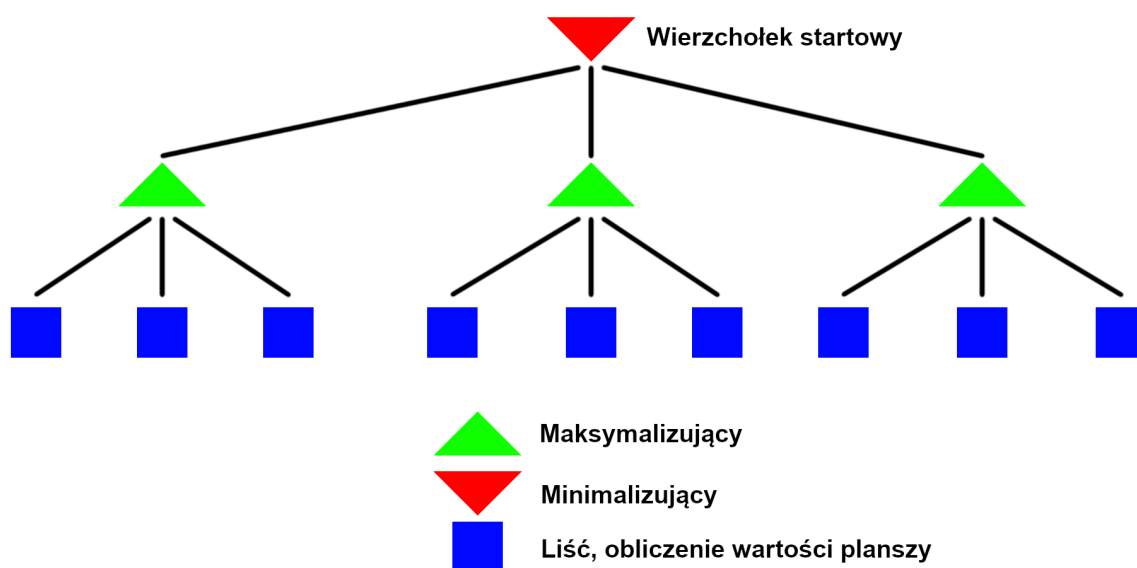 Wierzchołek startowy
Maksymalizujący
Minimalizujący
Liść, obliczenie wartości planszy